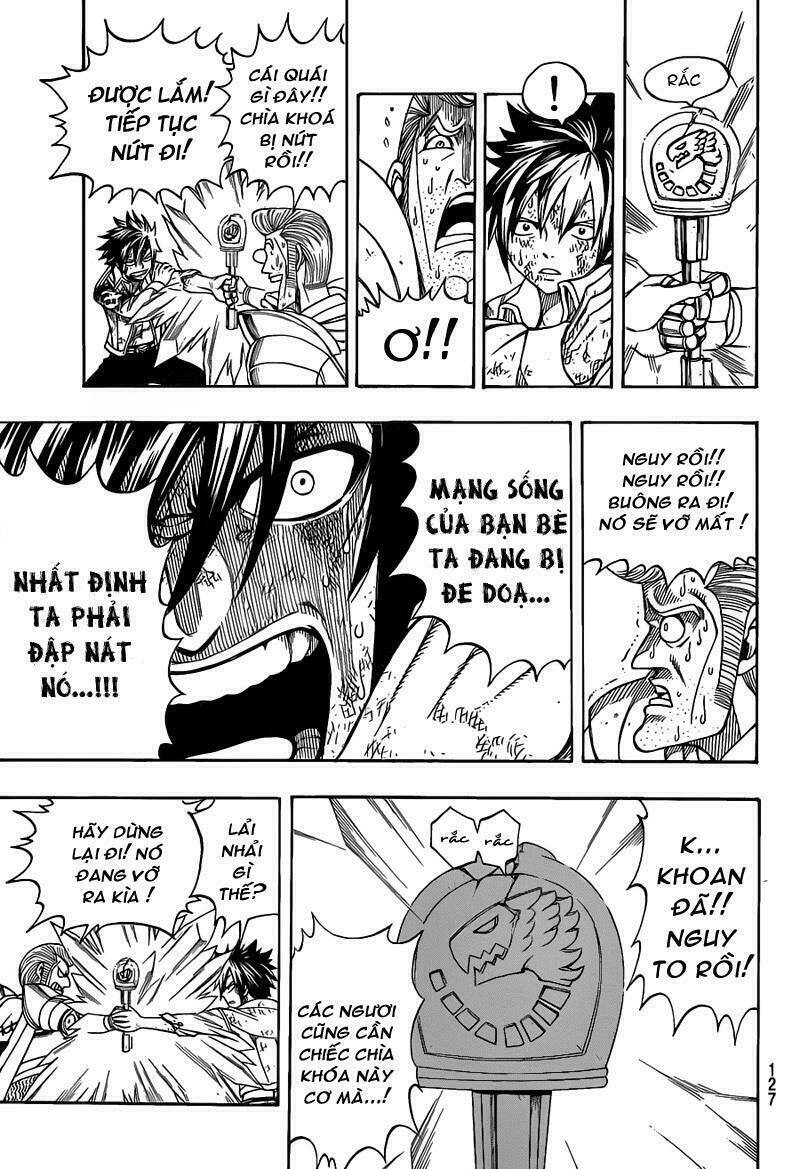 RẮC
!
Ơ!!
CÁI QUÁI
GÌ ĐÂY!!
CHÌA KHOÁ
BỊ NỨT
RỒI!!
ĐƯỢC LẮM!
TIẾP TỤC
NỨT ĐI!
NGUY RỒI!!
NGUY RỒI!!
BUÔNG RA ĐI!
NÓ SẼ VỠ MẤT!
MẠNG SỐNG
CỦA BẠN BÈ
TA ĐANG BỊ
ĐE DOẠ...
NHẤT ĐỊNH
TA PHẢI
ĐẬP NÁT
NÓ...!!!
K...
KHOAN
ĐÃ!!
NGUY
TO RỒI!
rắc
rắc
CÁC NGƯƠI
CŨNG CẦN
CHIẾC CHÌA
KHÓA NÀY
CƠ MÀ...!
LẢI
NHẢI
GÌ
THẾ?
HÃY DỪNG
LẠI ĐI! NÓ
ĐANG VỠ
RA KÌA!
127